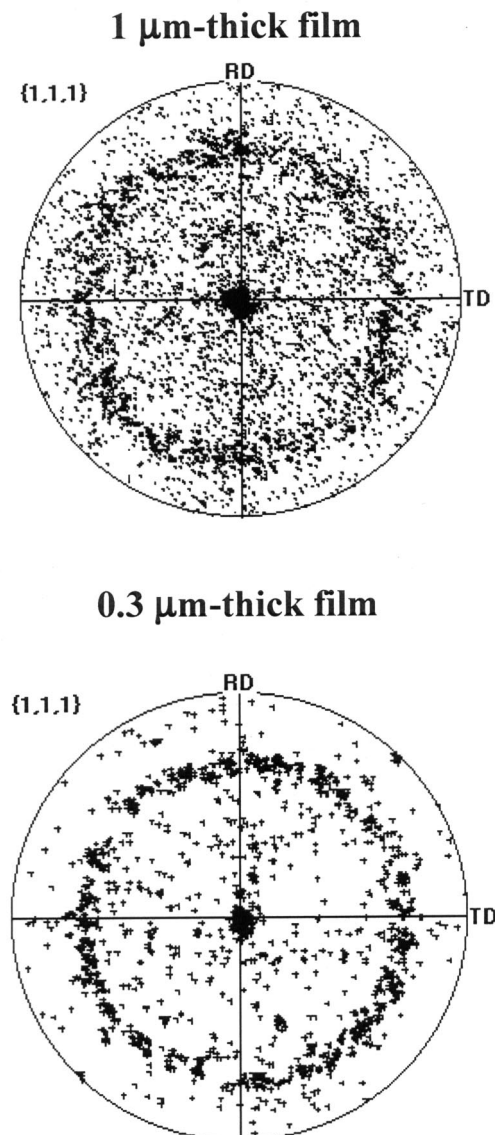 1 μm-thick film
RD
{1,1,1}
TD
0.3 μm-thick film
RD
{1,1,1}
TD